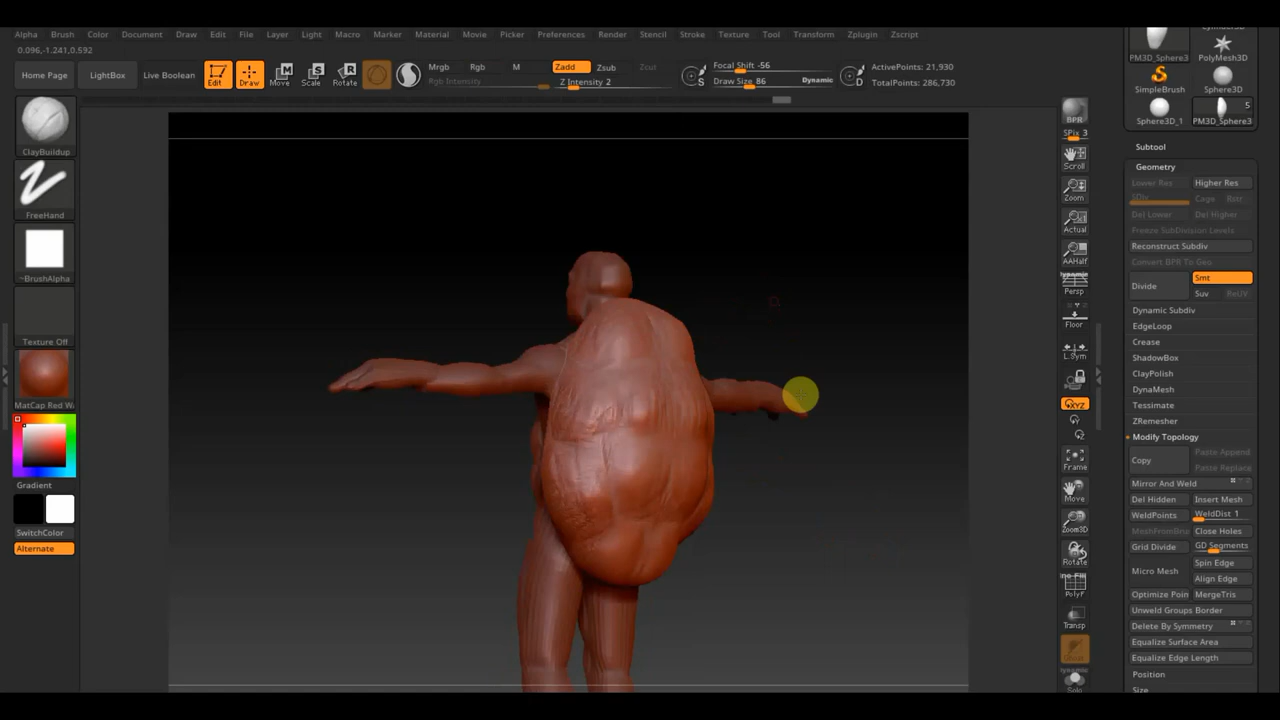 Alpha Brush Color Document Draw Edit File Layer Light Macro Marker Material Movie Picker Preferences Render Stencil Stroke Texture Tool Transform Zplugin Zscript
0.096,-1.241,0.592
Home Page LightBox Live Boolean Edit Draw Move Scale Rotate
Mrgb Rgb M Zadd Zsub Zcut
Rgb Intensity Z Intensity 2
Focal Shift -56
Draw Size 86 Dynamic
ActivePoints: 21,930
TotalPoints: 286,730
ClayBuildup
FreeHand
~BrushAlpha
Texture Off
MatCap Red W
Gradient
SwitchColor
Alternate
BPR
SPix 3
Scroll
Zoom
Actual
AAHalf
Persp
Floor
L.Sym
XYZ
Frame
Move
Zoom3D
Rotate
PolyF
Transp
Ghost
Solo
PM3D_Sphere3 PolyMesh3D
SimpleBrush Sphere3D
5
Sphere3D_1 PM3D_Sphere3
Subtool
Geometry
Lower Res Higher Res
SDiv Cage Rstr
Del Lower Del Higher
Freeze SubDivision Levels
Reconstruct Subdiv
Convert BPR To Geo
Divide Smt
Suv ReUV
Dynamic Subdiv
EdgeLoop
Crease
ShadowBox
ClayPolish
DynaMesh
Tessimate
ZRemesher
Modify Topology
Copy Paste Append
Paste Replace
Mirror And Weld
Del Hidden Insert Mesh
WeldPoints WeldDist 1
MeshFromBru Close Holes
Grid Divide GD Segments
Micro Mesh Spin Edge
Align Edge
Optimize Poin MergeTris
Unweld Groups Border
Delete By Symmetry
Equalize Surface Area
Equalize Edge Length
Position
Size